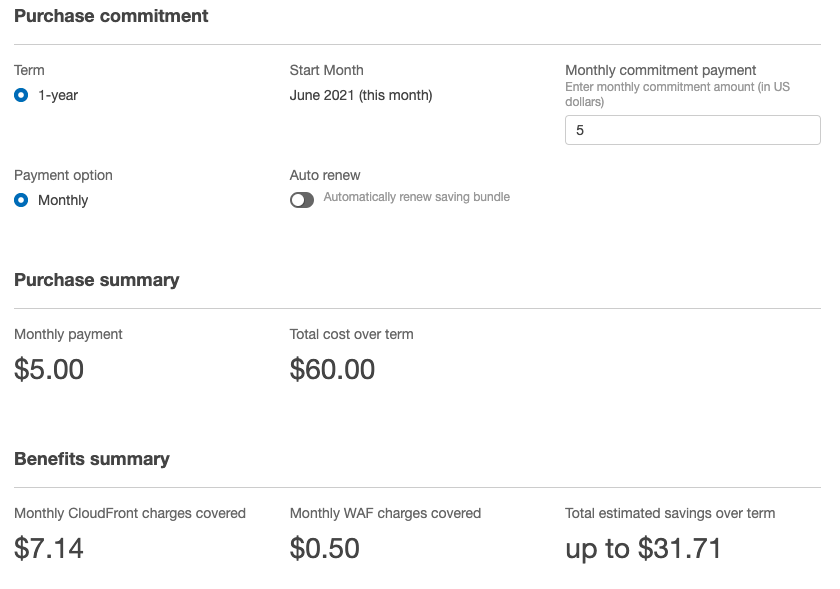 Purchase commitment
Term
1-year
Start Month
June 2021 (this month)
Monthly commitment payment
Enter monthly commitment amount (in US
dollars)
5
Payment option
Monthly
Auto renew
Automatically renew saving bundle
Purchase summary
Monthly payment
$5.00
Total cost over term
$60.00
Benefits summary
Monthly CloudFront charges covered
$7.14
Monthly WAF charges covered
$0.50
Total estimated savings over term
up to $31.71